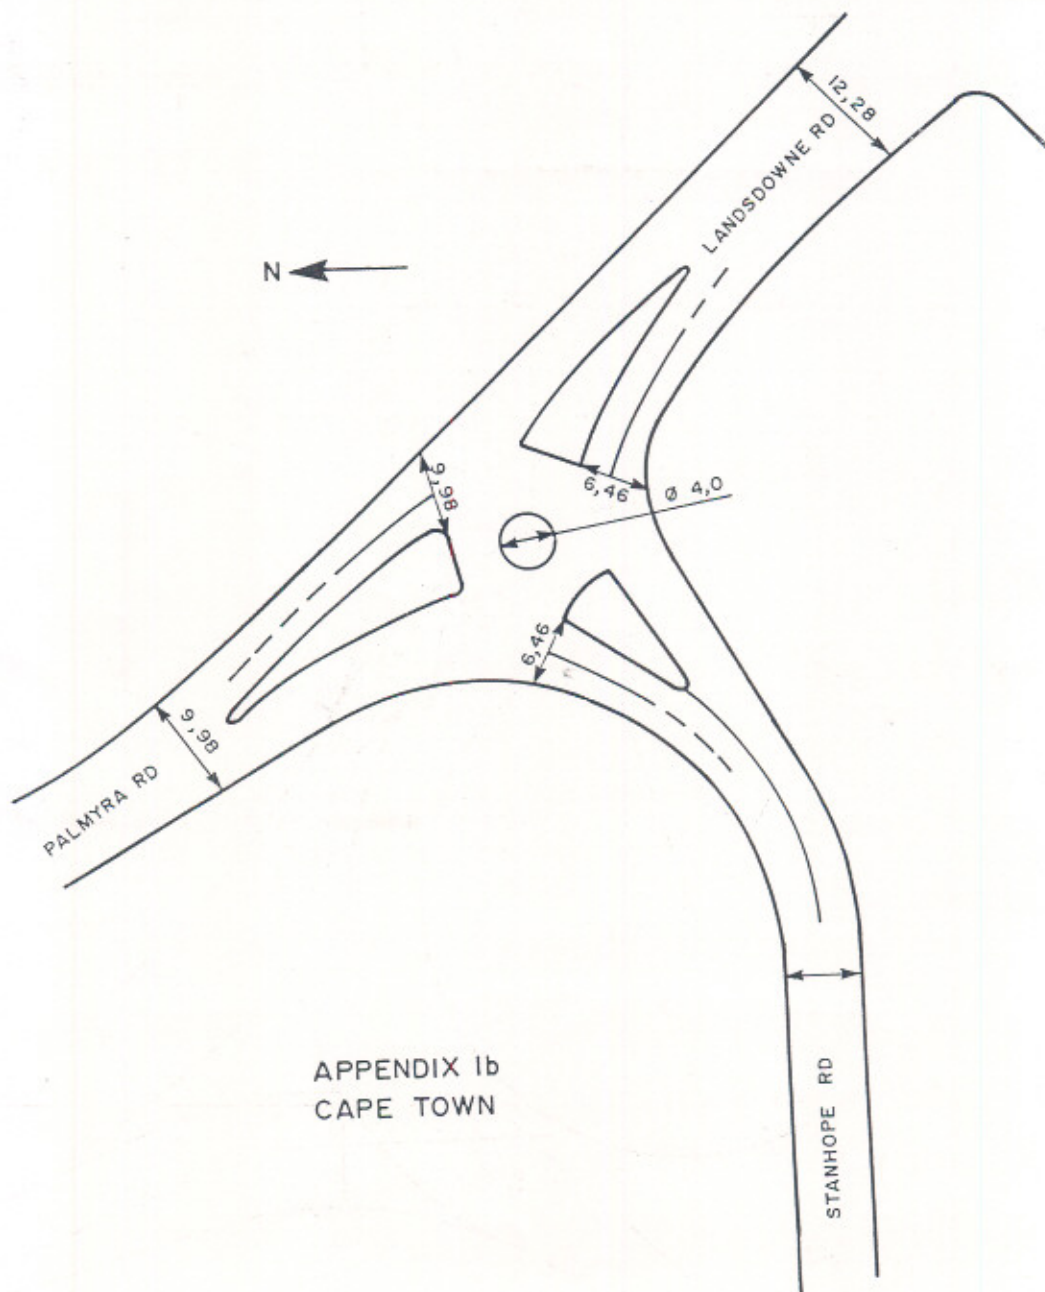 12,28
LANDSDOWNE RD
N
9,98
6,46
Ø 4,0
6,46
9,98
PALMYRA RD
APPENDIX 1b
CAPE TOWN
STANHOPE RD